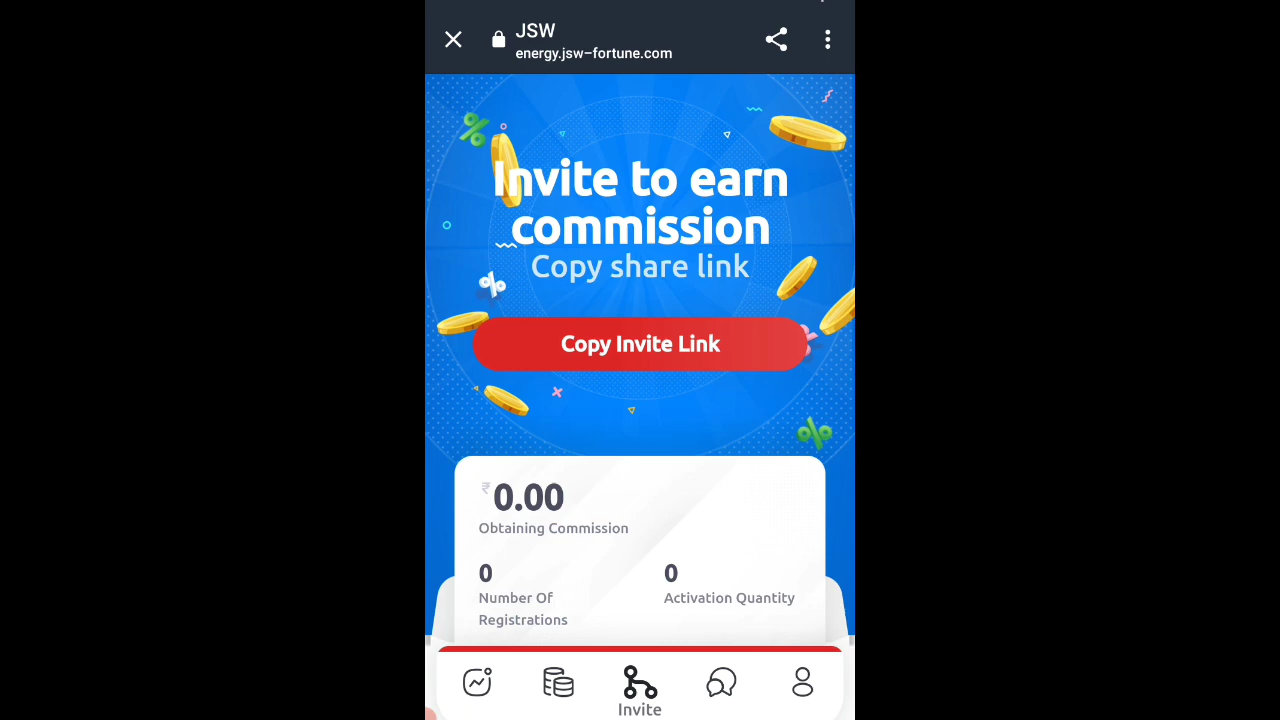 JSW
energy.jsw-fortune.com
Invite to earn
commission
Copy share link
Copy Invite Link
₹0.00
Obtaining Commission
0
Number Of
Registrations
0
Activation Quantity
Invite